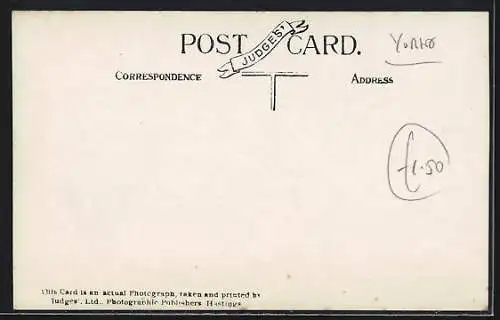 POST CARD.
JUDGES'
Yorks
CORRESPONDENCE
ADDRESS
£1.50
This Card is an actual Photograph, taken and printed by
Judges', Ltd., Photographic Publishers Hastings